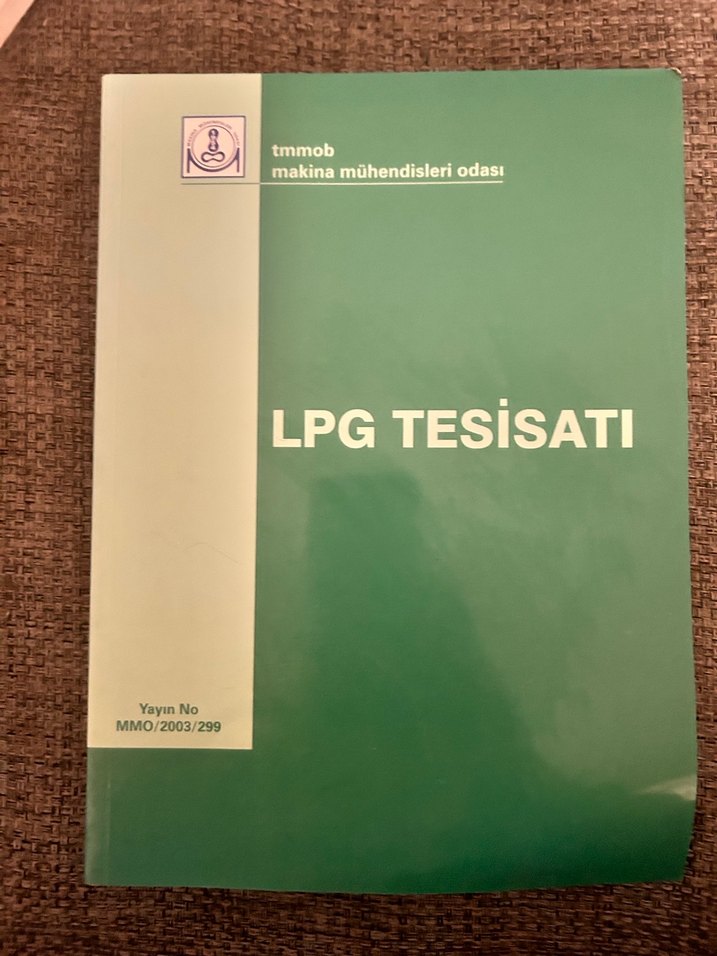 tmmob
makina mühendisleri odası
LPG TESİSATI
Yayın No
MMO/2003/299